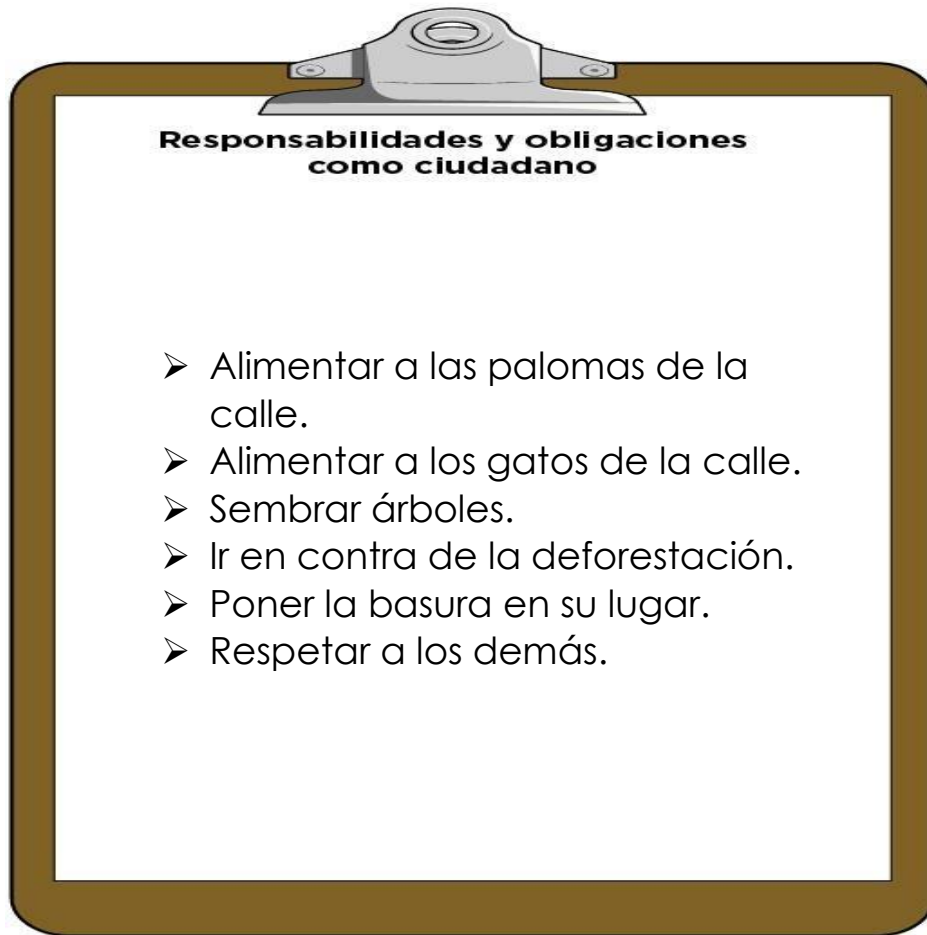 Responsabilidades y obligaciones
como ciudadano
➢ Alimentar a las palomas de la
calle.
➢ Alimentar a los gatos de la calle.
➢ Sembrar árboles.
➢ Ir en contra de la deforestación.
➢ Poner la basura en su lugar.
➢ Respetar a los demás.